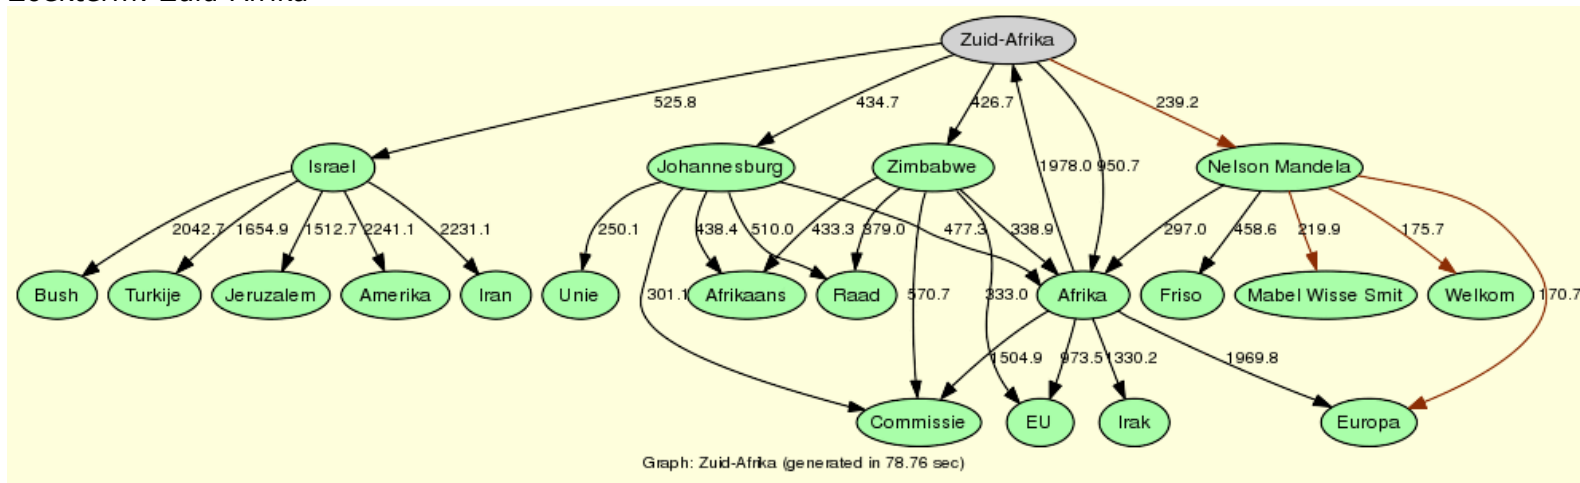 Zuid-Afrika
525.8 434.7 426.7 239.2
Israel Johannesburg Zimbabwe 1978.0 950.7 Nelson Mandela
2042.7 1654.9 1512.7 2241.1 2231.1 250.1 438.4 510.0 433.3 379.0 477.3 338.9 297.0 458.6 219.9 175.7
Bush Turkije Jeruzalem Amerika Iran Unie 301.1 Afrikaans Raad 570.7 333.0 Afrika Friso Mabel Wisse Smit Welkom 170.7
1504.9 973.5 1330.2 1969.8
Commissie EU Irak Europa
Graph: Zuid-Afrika (generated in 78.76 sec)